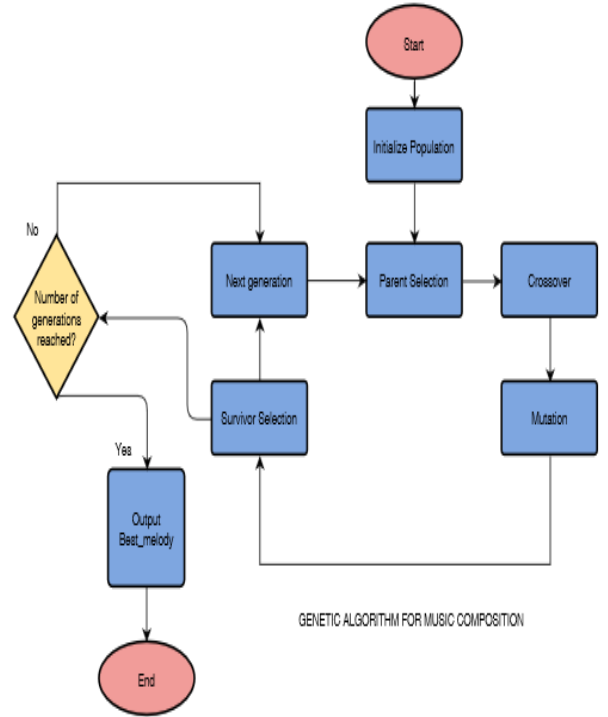 Start
Initialize Population
No
Next generation
Parent Selection
Crossover
Number of
generations
reached?
Survivor Selection
Mutation
Yes
Output
Best_melody
GENETIC ALGORITHM FOR MUSIC COMPOSITION
End